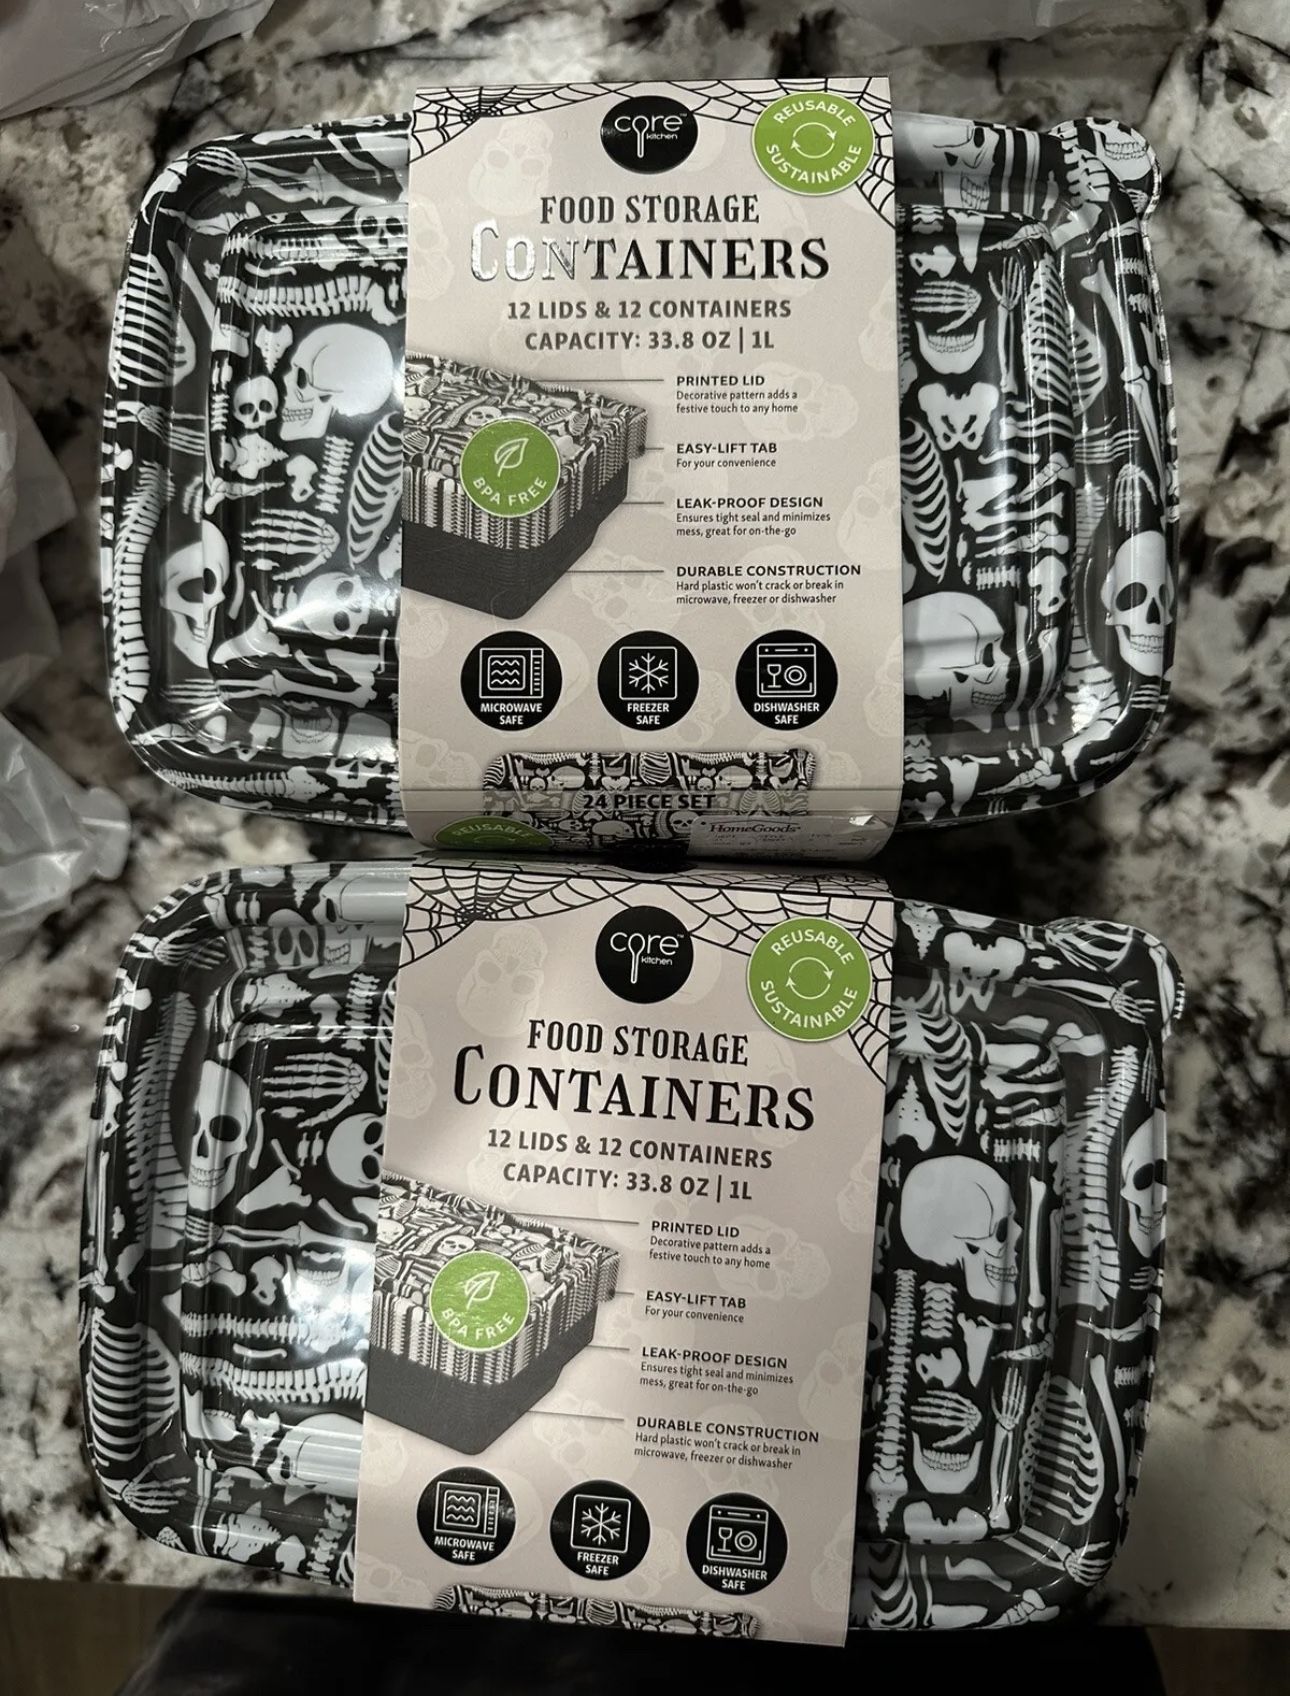 core™
kitchen
REUSABLE
SUSTAINABLE
FOOD STORAGE
CONTAINERS
12 LIDS & 12 CONTAINERS
CAPACITY: 33.8 OZ | 1L
PRINTED LID
Decorative pattern adds a
festive touch to any home
EASY-LIFT TAB
For your convenience
BPA FREE
LEAK-PROOF DESIGN
Ensures tight seal and minimizes
mess, great for on-the-go
DURABLE CONSTRUCTION
Hard plastic won't crack or break in
microwave, freezer or dishwasher
MICROWAVE
SAFE
FREEZER
SAFE
DISHWASHER
SAFE
24 PIECE SET
REUSABLE
HomeGoods®
core™
kitchen
REUSABLE
SUSTAINABLE
FOOD STORAGE
CONTAINERS
12 LIDS & 12 CONTAINERS
CAPACITY: 33.8 OZ | 1L
PRINTED LID
Decorative pattern adds a
festive touch to any home
EASY-LIFT TAB
For your convenience
BPA FREE
LEAK-PROOF DESIGN
Ensures tight seal and minimizes
mess, great for on-the-go
DURABLE CONSTRUCTION
Hard plastic won't crack or break in
microwave, freezer or dishwasher
MICROWAVE
SAFE
FREEZER
SAFE
DISHWASHER
SAFE